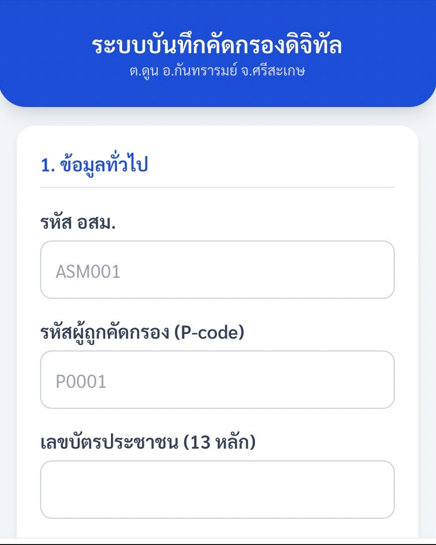 ระบบบันทึกคัดกรองดิจิทัล
ต.ดูน อ.กันทรารมย์ จ.ศรีสะเกษ
1. ข้อมูลทั่วไป
รหัส อสม.
ASM001
รหัสผู้ถูกคัดกรอง (P-code)
P0001
เลขบัตรประชาชน (13 หลัก)